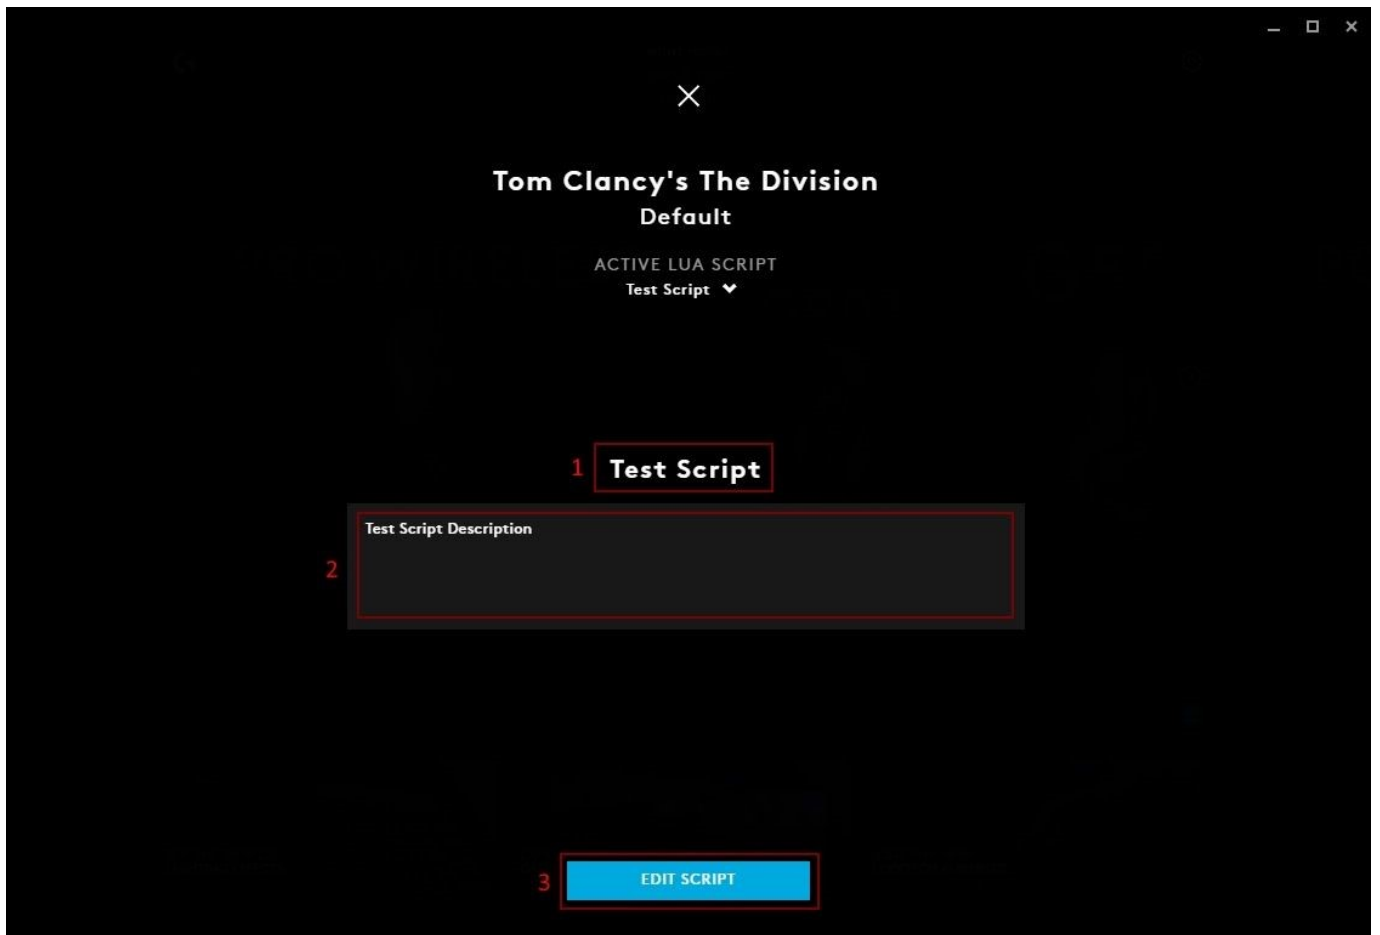 Tom Clancy's The Division
Default
ACTIVE LUA SCRIPT
Test Script
1 Test Script
Test Script Description
2
3 EDIT SCRIPT